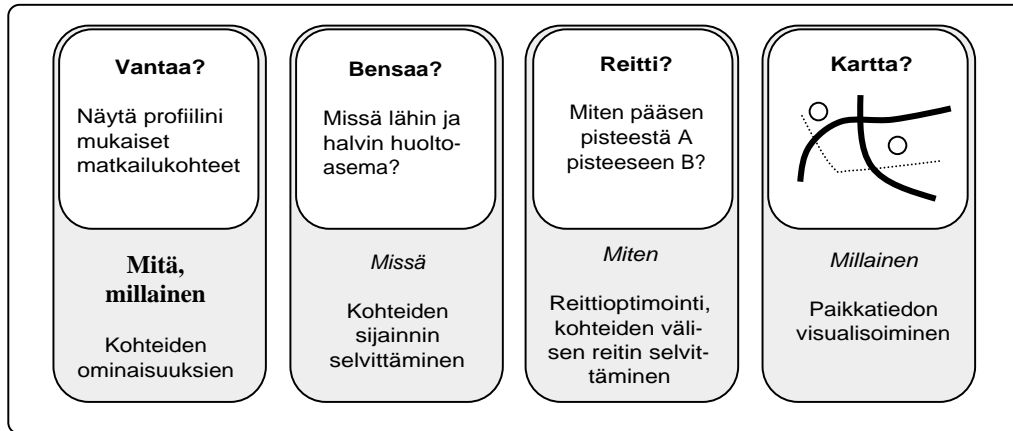 Vantaa?
Näytä profiilini
mukaiset
matkailukohteet
Mitä,
millainen
Kohteiden
ominaisuuksien
Bensaa?
Missä lähin ja
halvin huolto-
asema?
Missä
Kohteiden
sijainnin
selvittäminen
Reitti?
Miten pääsen
pisteestä A
pisteeseen B?
Miten
Reittioptimointi,
kohteiden väli-
sen reitin selvit-
täminen
Kartta?
Millainen
Paikkatiedon
visualisoiminen